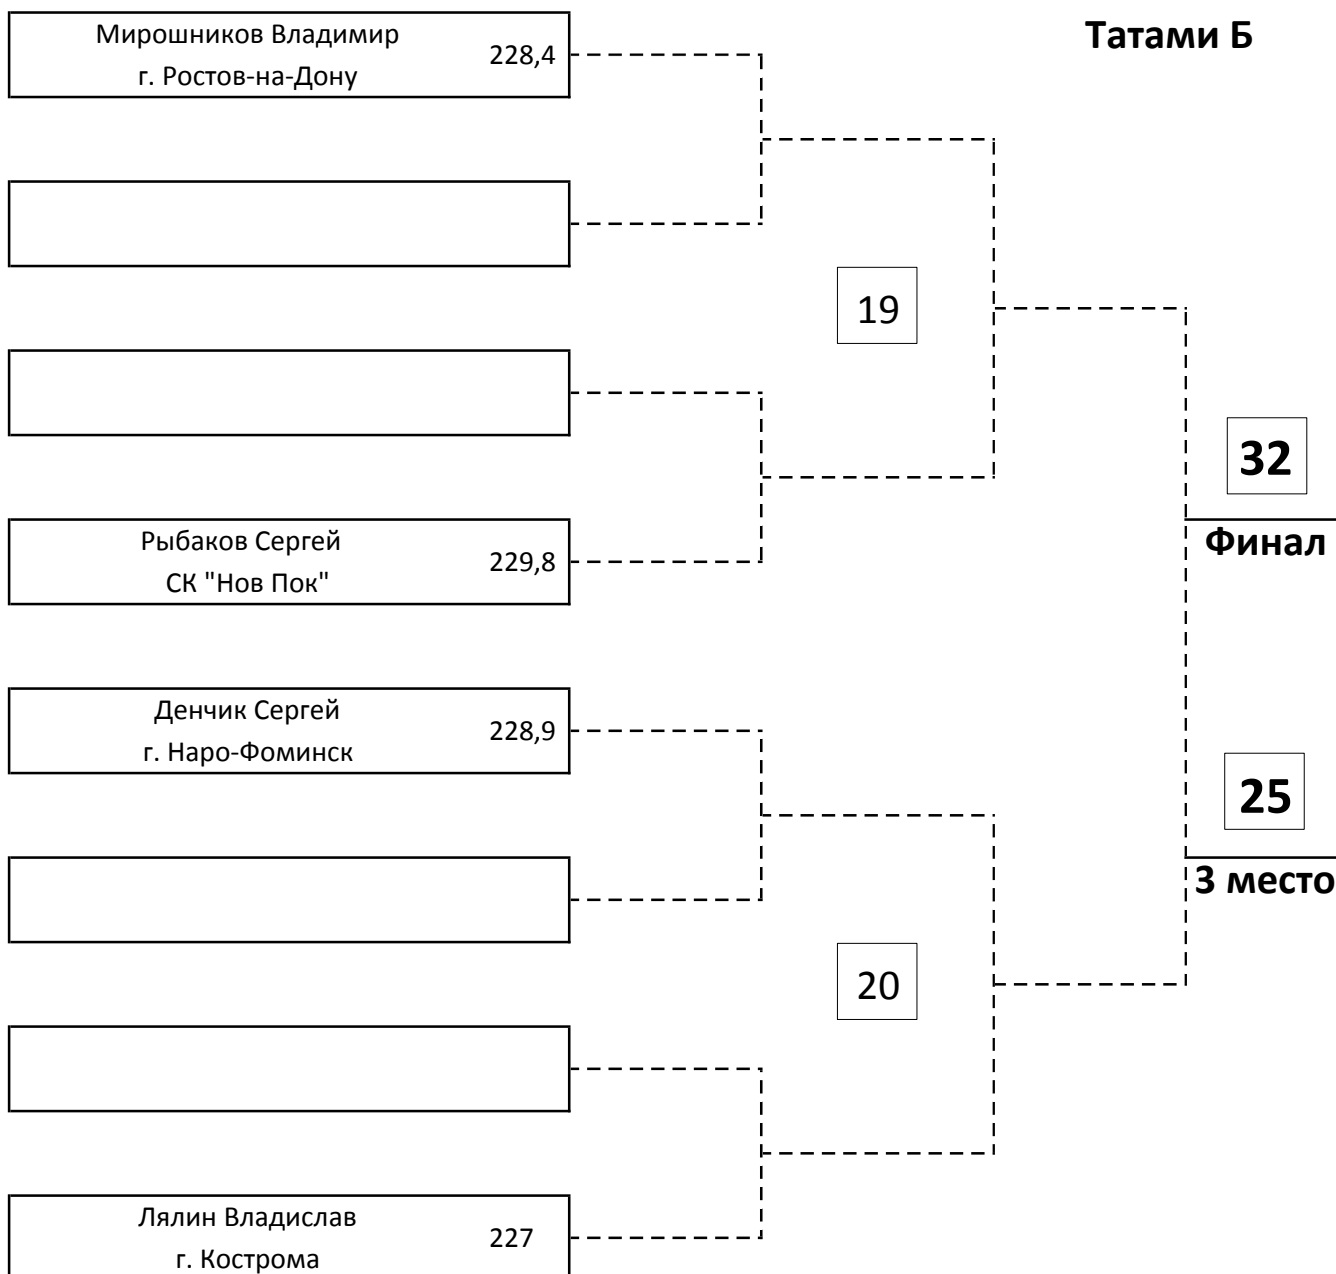 Татами Б
Мирошников Владимир
г. Ростов-на-Дону
228,4
19
32
Финал
Рыбаков Сергей
СК "Нов Пок"
229,8
Денчик Сергей
г. Наро-Фоминск
228,9
25
3 место
20
Лялин Владислав
г. Кострома
227